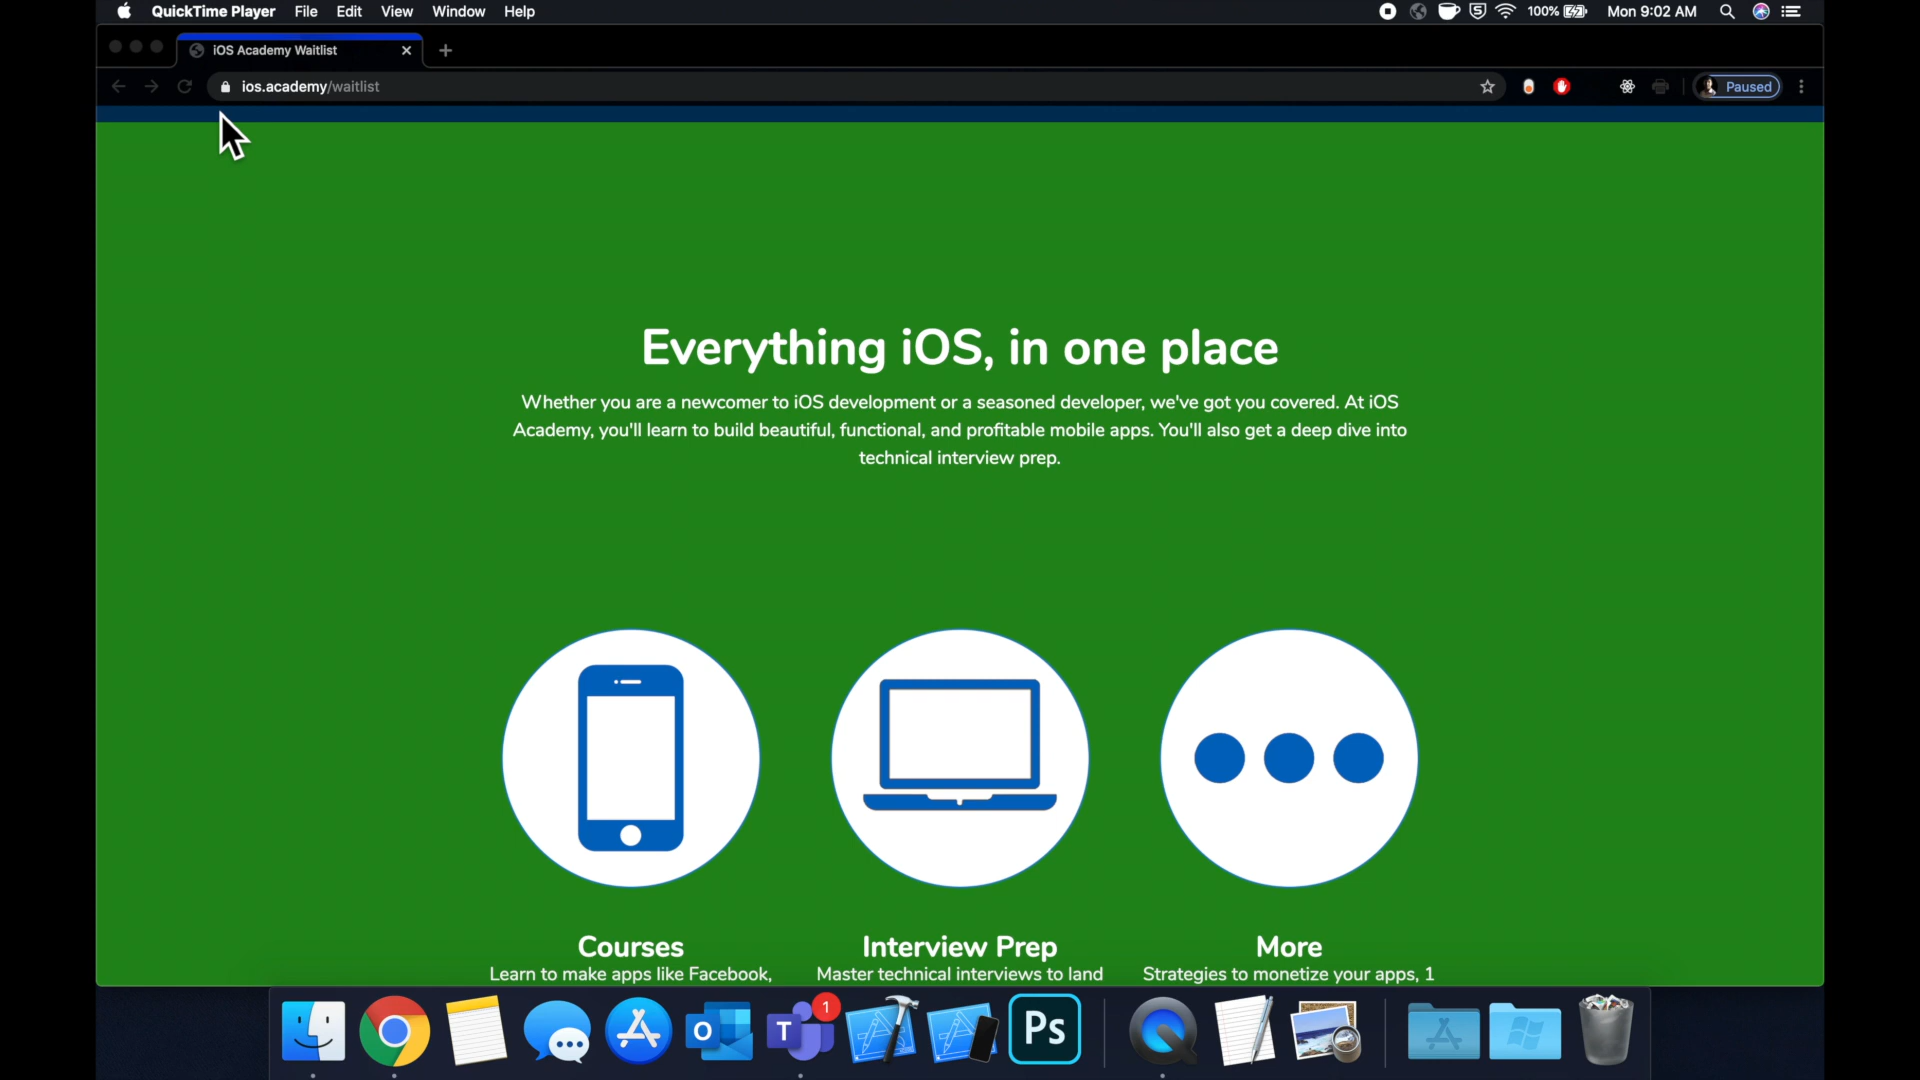 QuickTime Player File Edit View Window Help 100% Mon 9:02 AM
iOS Academy Waitlist
ios.academy/waitlist Paused
Everything iOS, in one place
Whether you are a newcomer to iOS development or a seasoned developer, we've got you covered. At iOS
Academy, you'll learn to build beautiful, functional, and profitable mobile apps. You'll also get a deep dive into
technical interview prep.
Courses Interview Prep More
Learn to make apps like Facebook, Master technical interviews to land Strategies to monetize your apps, 1
1
O T Ps